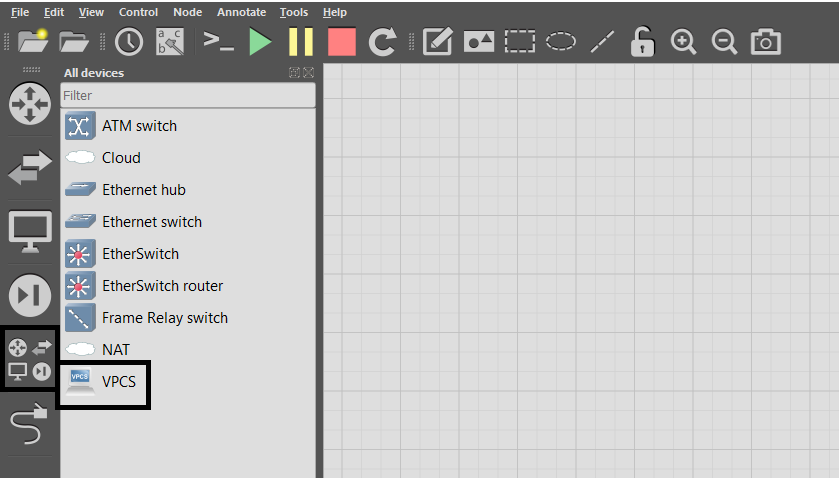 File Edit View Control Node Annotate Tools Help
a c
b
>_
All devices
Filter
ATM switch
Cloud
Ethernet hub
Ethernet switch
EtherSwitch
EtherSwitch router
Frame Relay switch
NAT
VPCS
VPCS